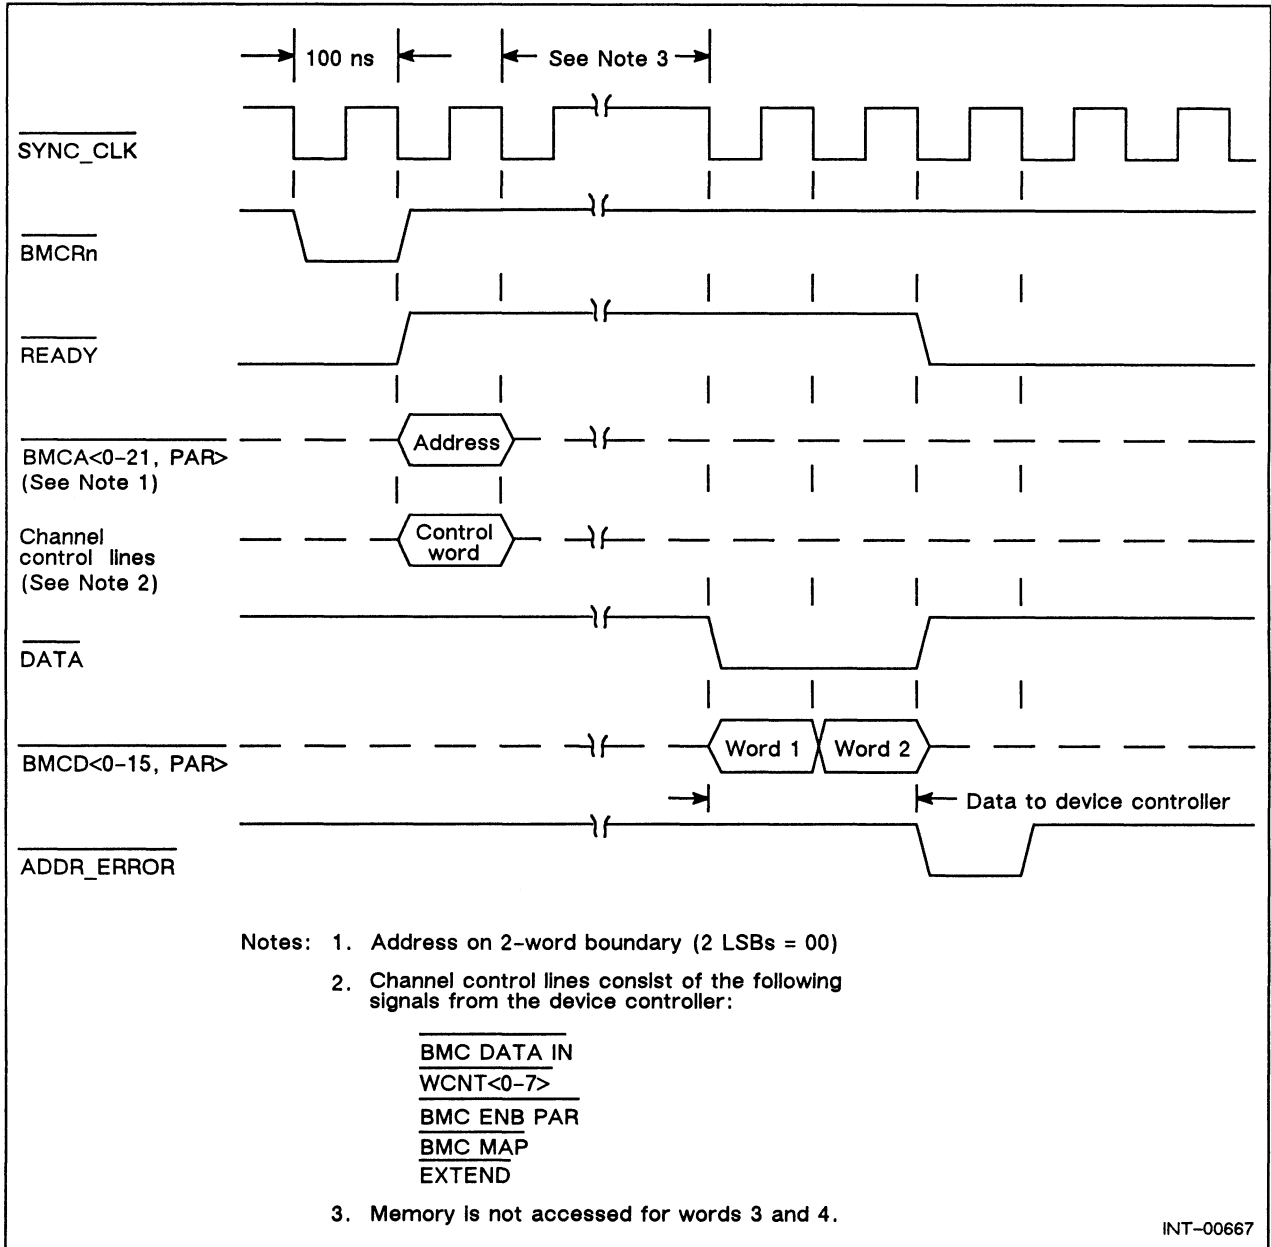 100 ns
See Note 3
SYNC_CLK
BMCRn
READY
BMCA<0-21, PAR>
(See Note 1)
Address
Channel
control lines
(See Note 2)
Control
word
DATA
BMCD<0-15, PAR>
Word 1
Word 2
Data to device controller
ADDR_ERROR
Notes: 1. Address on 2-word boundary (2 LSBs = 00)
2. Channel control lines consist of the following
signals from the device controller:
BMC DATA IN
WCNT<0-7>
BMC ENB PAR
BMC MAP
EXTEND
3. Memory is not accessed for words 3 and 4.
INT-00667